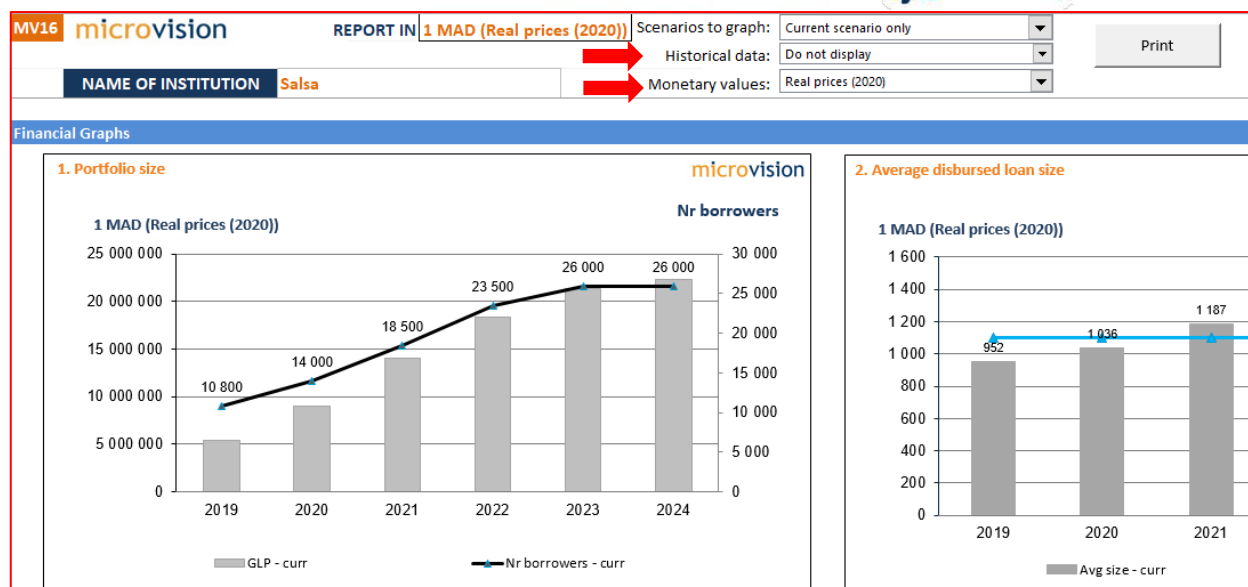 MV16 microvision REPORT IN 1 MAD (Real prices (2020)) Scenarios to graph: Current scenario only
Historical data: Do not display
Print
Monetary values: Real prices (2020)
NAME OF INSTITUTION Salsa
Financial Graphs
1. Portfolio size
microvision
Nr borrowers
1 MAD (Real prices (2020))
25 000 000
20 000 000
15 000 000
10 000 000
5 000 000
0
30 000
25 000
20 000
15 000
10 000
5 000
0
10 800
14 000
18 500
23 500
26 000
26 000
2019 2020 2021 2022 2023 2024
GLP - curr Nr borrowers - curr
2. Average disbursed loan size
1 MAD (Real prices (2020))
1 600
1 400
1 200
1 000
800
600
400
200
0
952
1 036
1 187
2019 2020 2021
Avg size - curr